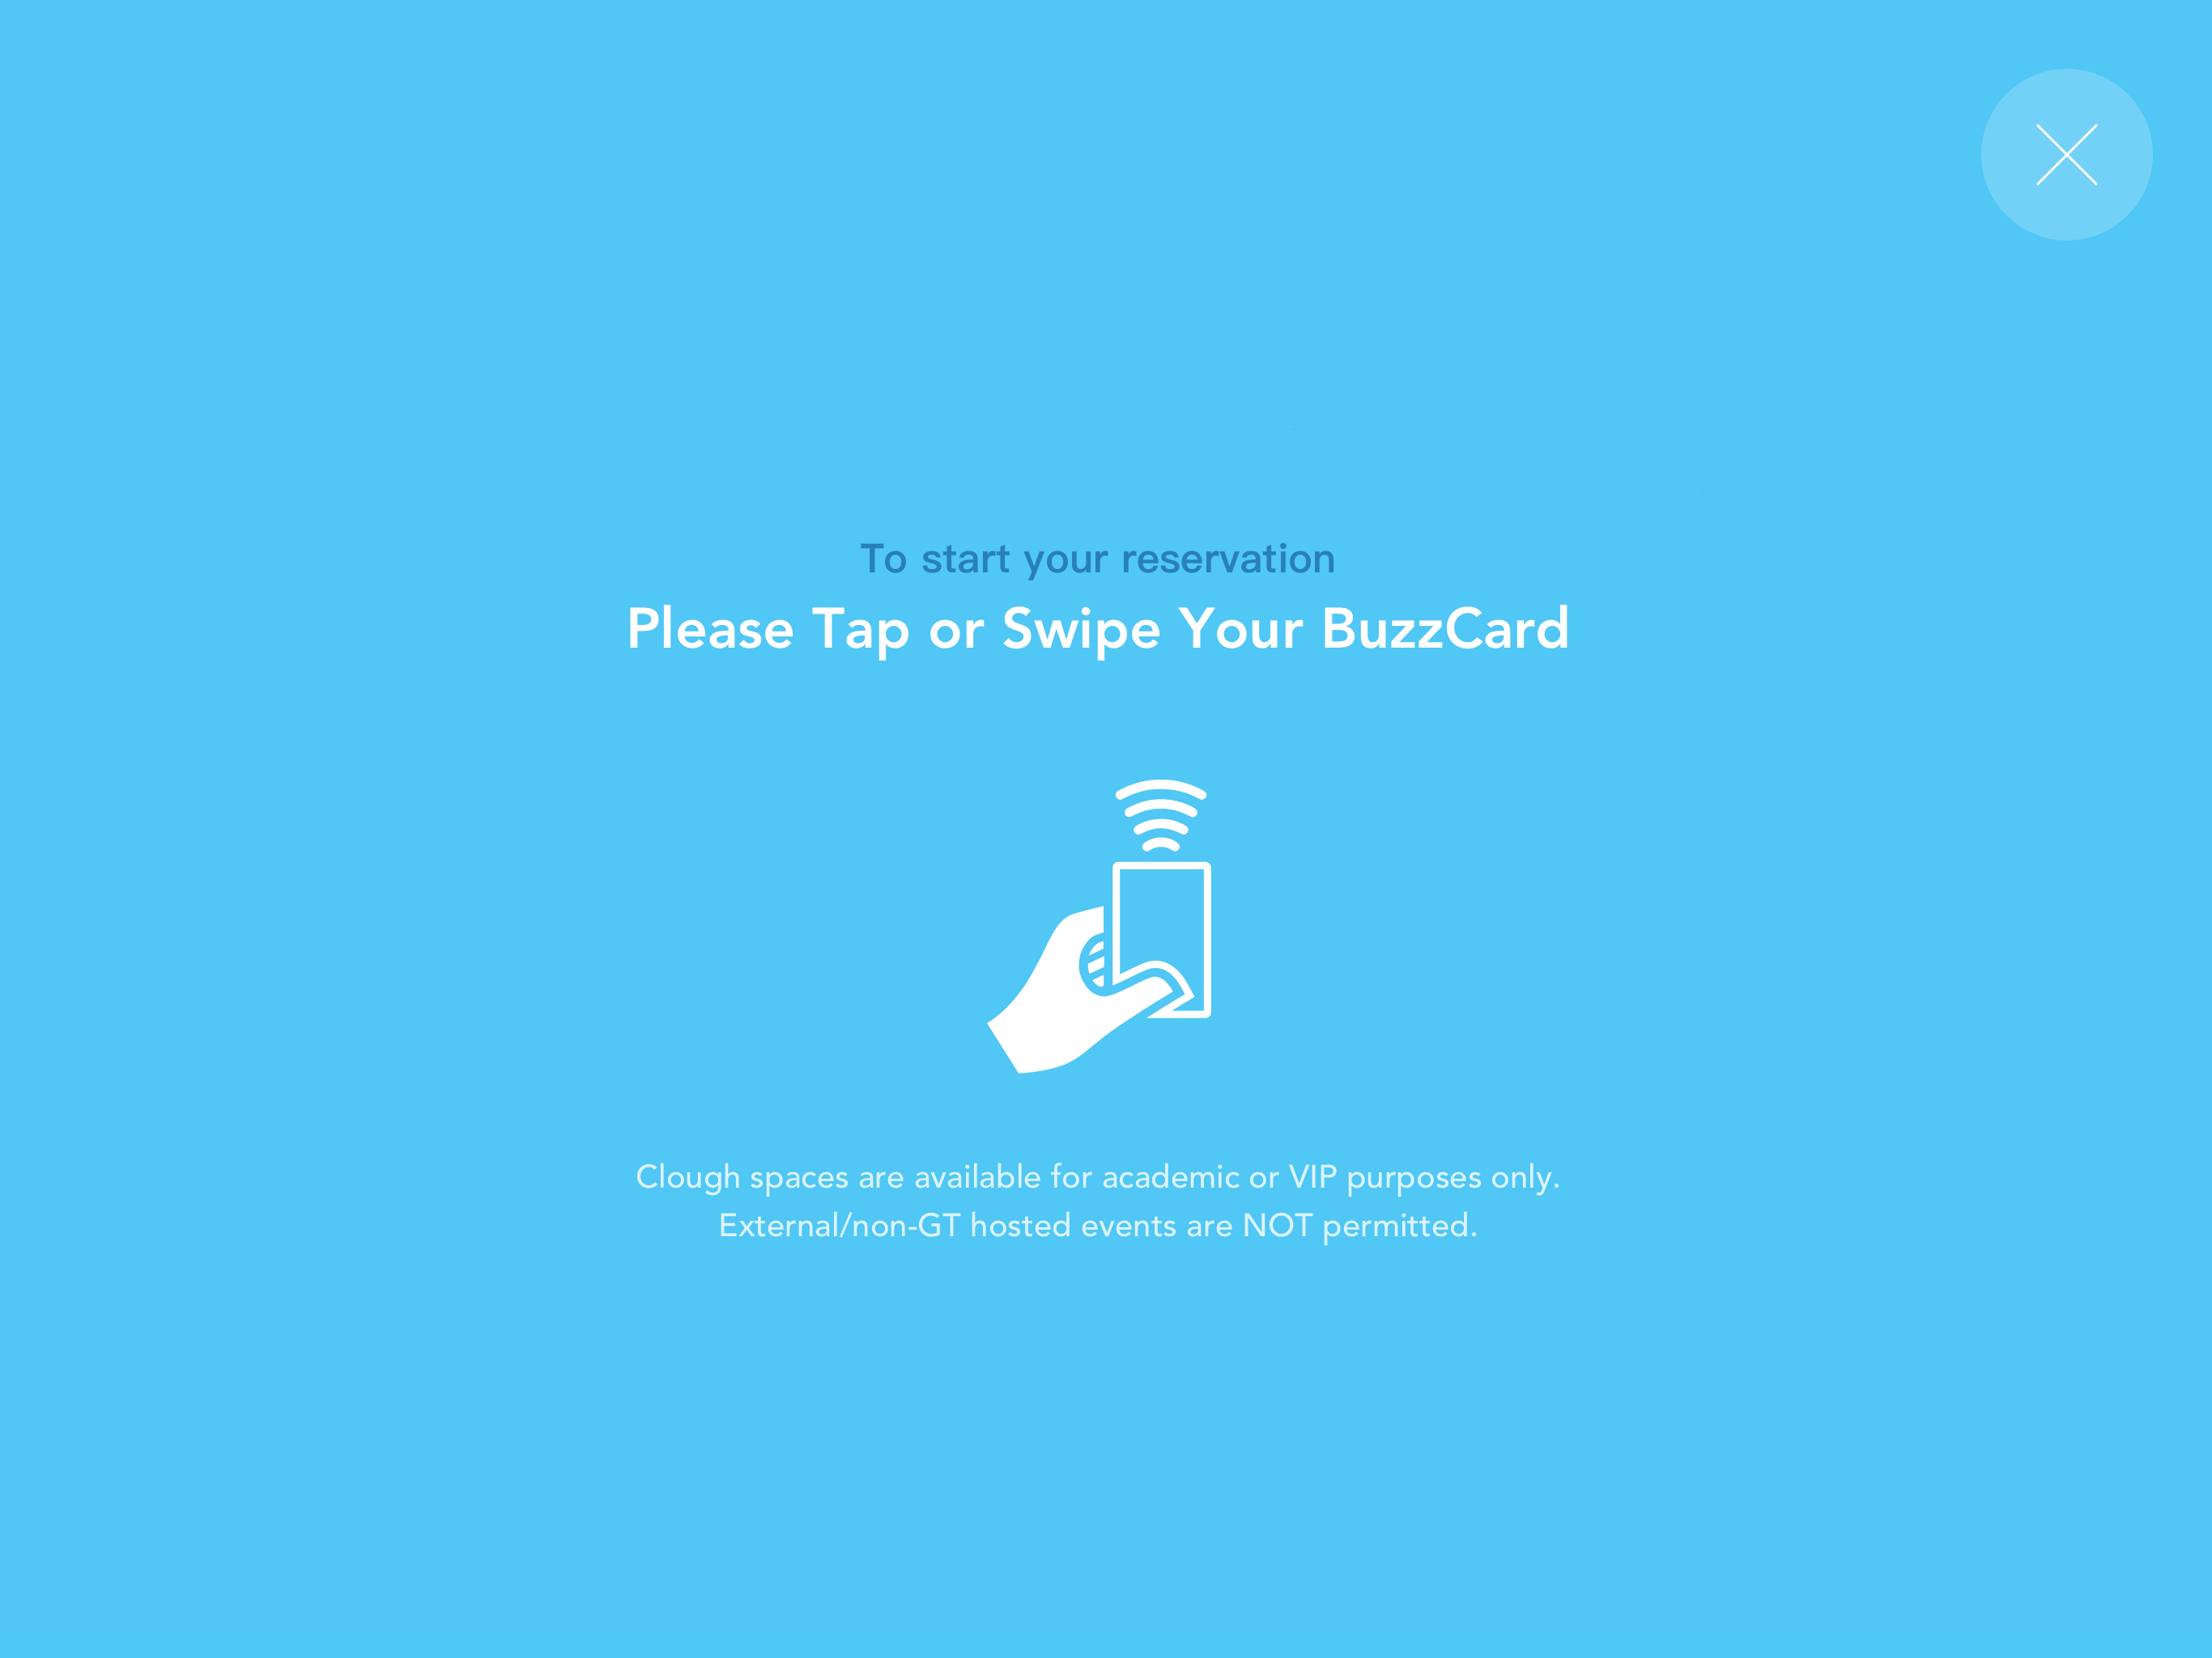 To start your reservation
Please Tap or Swipe Your BuzzCard
Clough spaces are available for academic or VIP purposes only.
External/non-GT hosted events are NOT permitted.